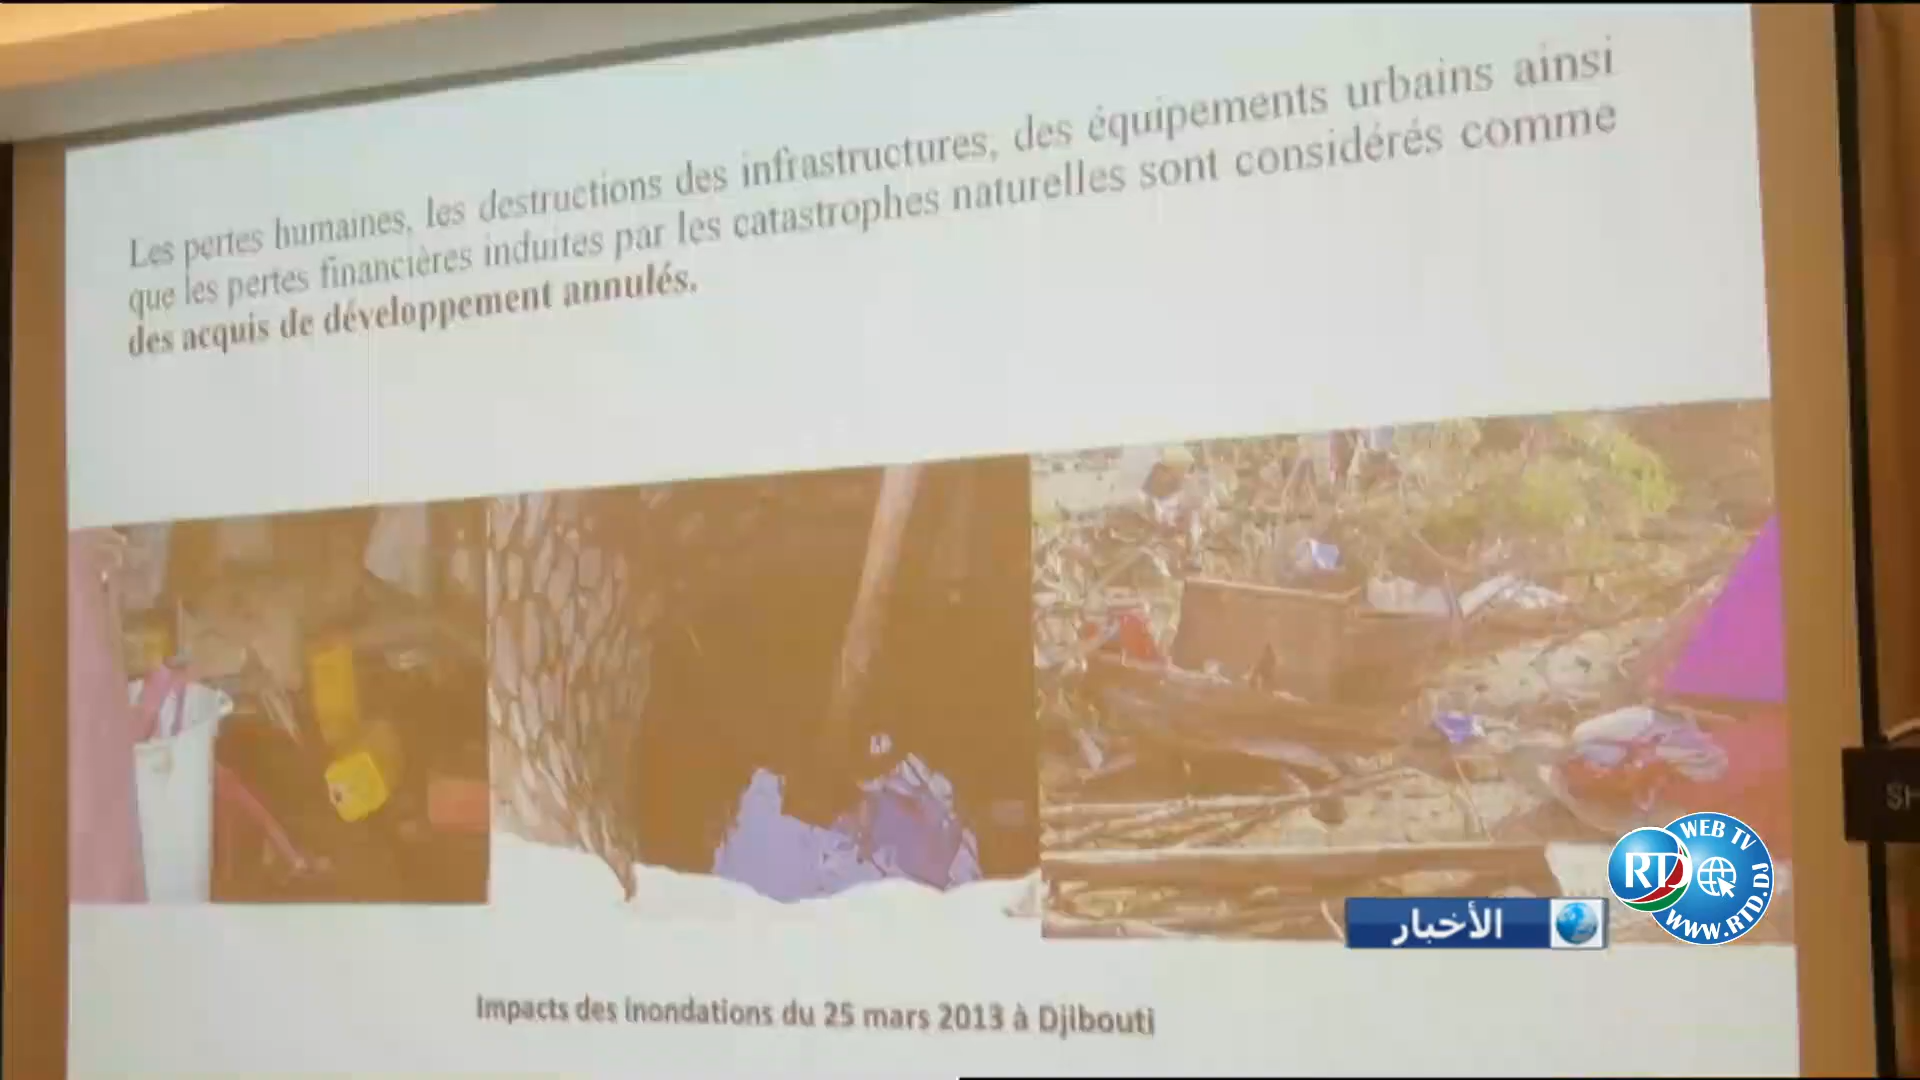 Les pertes humaines, les destructions des infrastructures, des équipements urbains ainsi
que les pertes financières induites par les catastrophes naturelles sont considérés comme
des acquis de développement annulés.
Impacts des inondations du 25 mars 2013 à Djibouti
الأخبار
WEB TV
RTD
WWW.RTD.DJ
SH